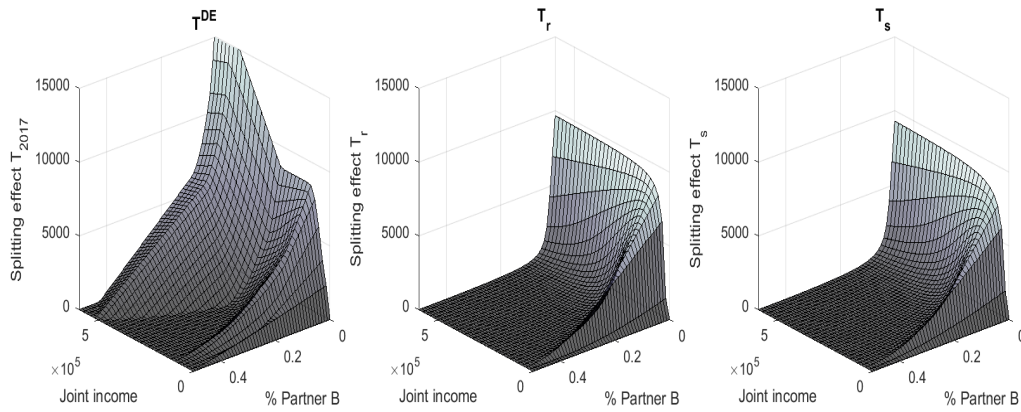 T^DE
15000
10000
5000
0
Splitting effect T_2017
5
×10^5
0
Joint income
0.4
0.2
0
% Partner B
T_r
15000
10000
5000
0
Splitting effect T_r
5
×10^5
0
Joint income
0.4
0.2
0
% Partner B
T_s
15000
10000
5000
0
Splitting effect T_s
5
×10^5
0
Joint income
0.4
0.2
% Partner B